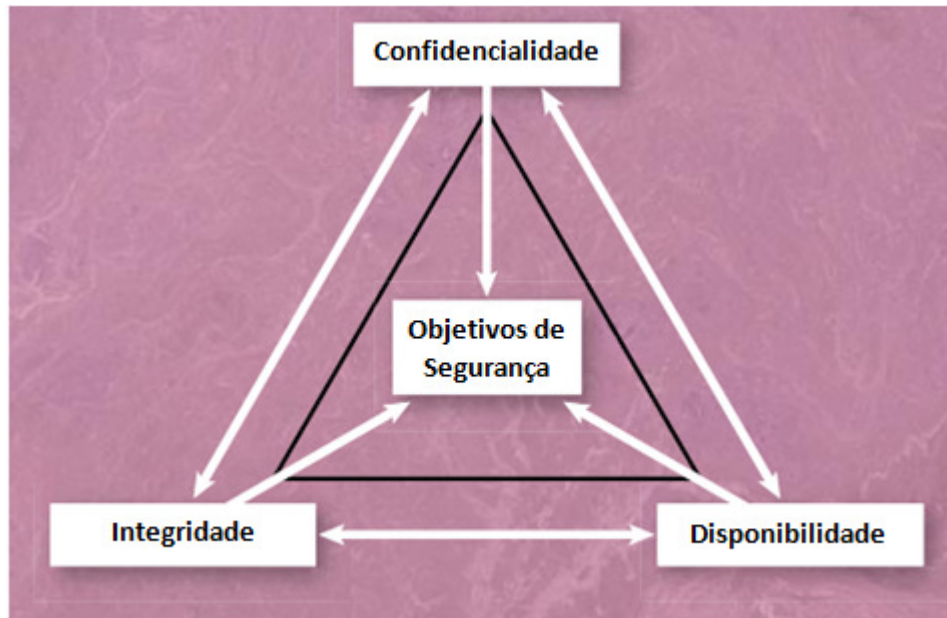 Confidencialidade
Objetivos de
Segurança
Integridade
Disponibilidade